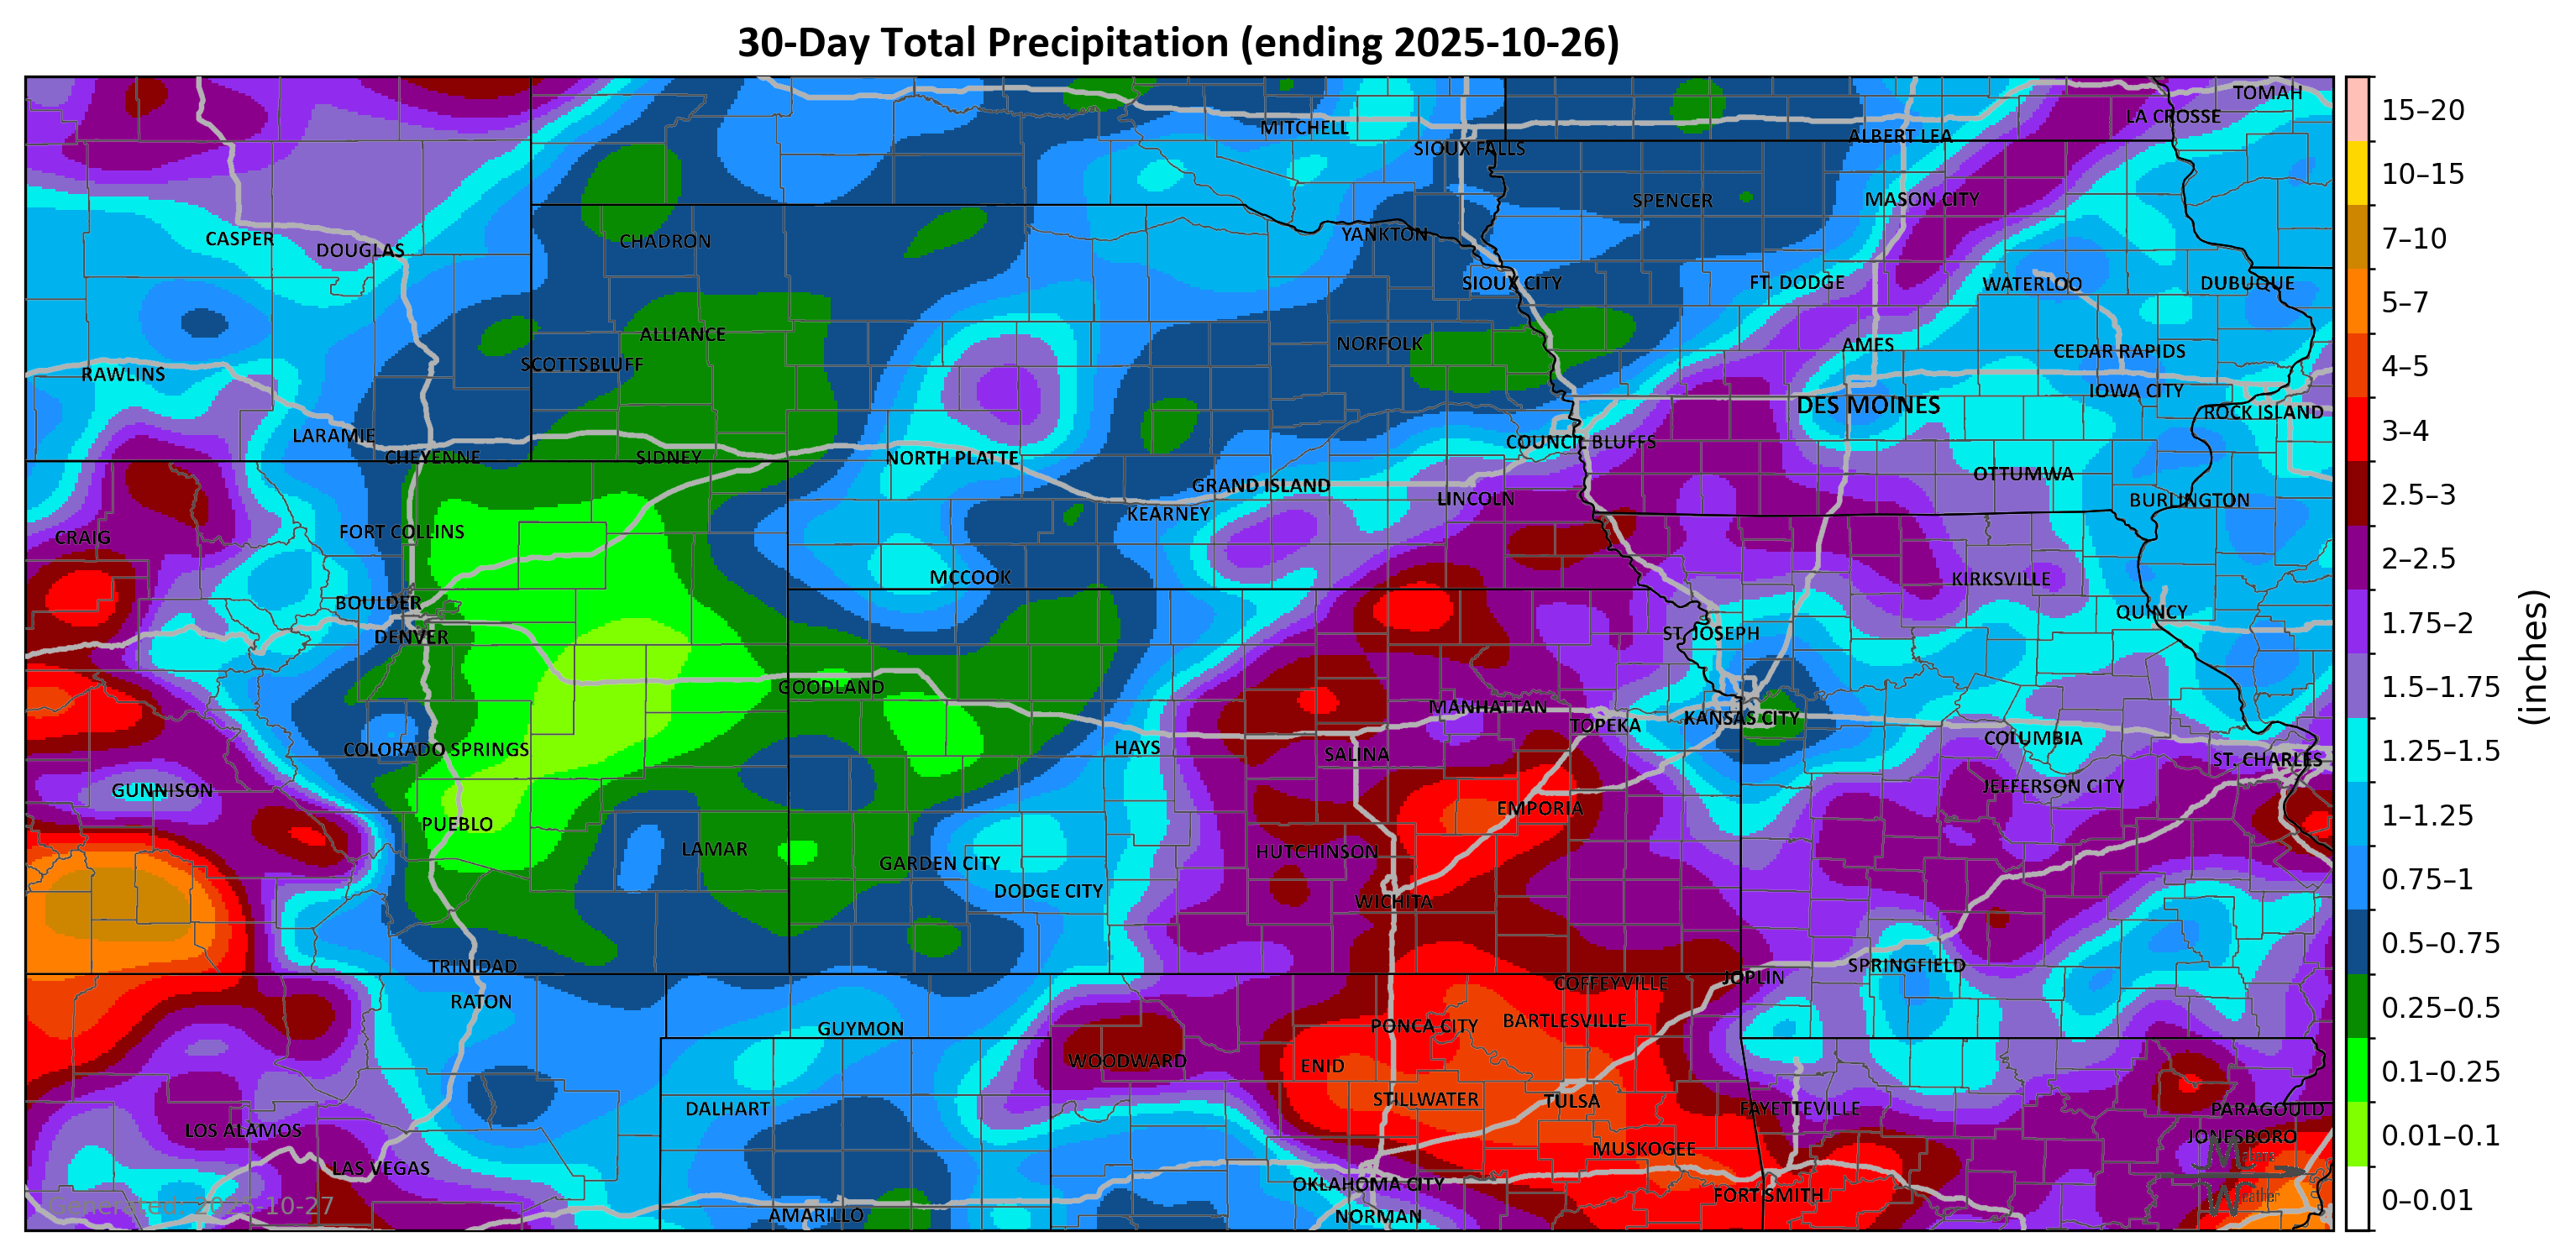 30-Day Total Precipitation (ending 2025-10-26)
TOMAH
LA CROSSE
MITCHELL
ALBERT LEA
SIOUX FALLS
SPENCER
MASON CITY
YANKTON
CASPER
CHADRON
DOUGLAS
SIOUX CITY
FT. DODGE
WATERLOO
DUBUQUE
ALLIANCE
NORFOLK
AMES
CEDAR RAPIDS
SCOTTSBLUFF
RAWLINS
IOWA CITY
DES MOINES
ROCK ISLAND
LARAMIE
COUNCIL BLUFFS
CHEYENNE
SIDNEY
NORTH PLATTE
OTTUMWA
GRAND ISLAND
LINCOLN
BURLINGTON
KEARNEY
FORT COLLINS
CRAIG
MCCOOK
KIRKSVILLE
BOULDER
QUINCY
DENVER
ST. JOSEPH
GOODLAND
MANHATTAN
KANSAS CITY
TOPEKA
COLUMBIA
COLORADO SPRINGS
HAYS
SALINA
ST. CHARLES
GUNNISON
JEFFERSON CITY
EMPORIA
PUEBLO
LAMAR
HUTCHINSON
GARDEN CITY
DODGE CITY
WICHITA
TRINIDAD
SPRINGFIELD
JOPLIN
COFFEYVILLE
RATON
GUYMON
PONCA CITY
BARTLESVILLE
WOODWARD
ENID
STILLWATER
TULSA
DALHART
FAYETTEVILLE
PARAGOULD
LOS ALAMOS
JONESBORO
MUSKOGEE
Makens
LAS VEGAS
OKLAHOMA CITY
FORT SMITH
Weather
Generated: 2025-10-27
AMARILLO
NORMAN
15–20
10–15
7–10
5–7
4–5
3–4
2.5–3
2–2.5
1.75–2
1.5–1.75
1.25–1.5
1–1.25
0.75–1
0.5–0.75
0.25–0.5
0.1–0.25
0.01–0.1
0–0.01
(inches)